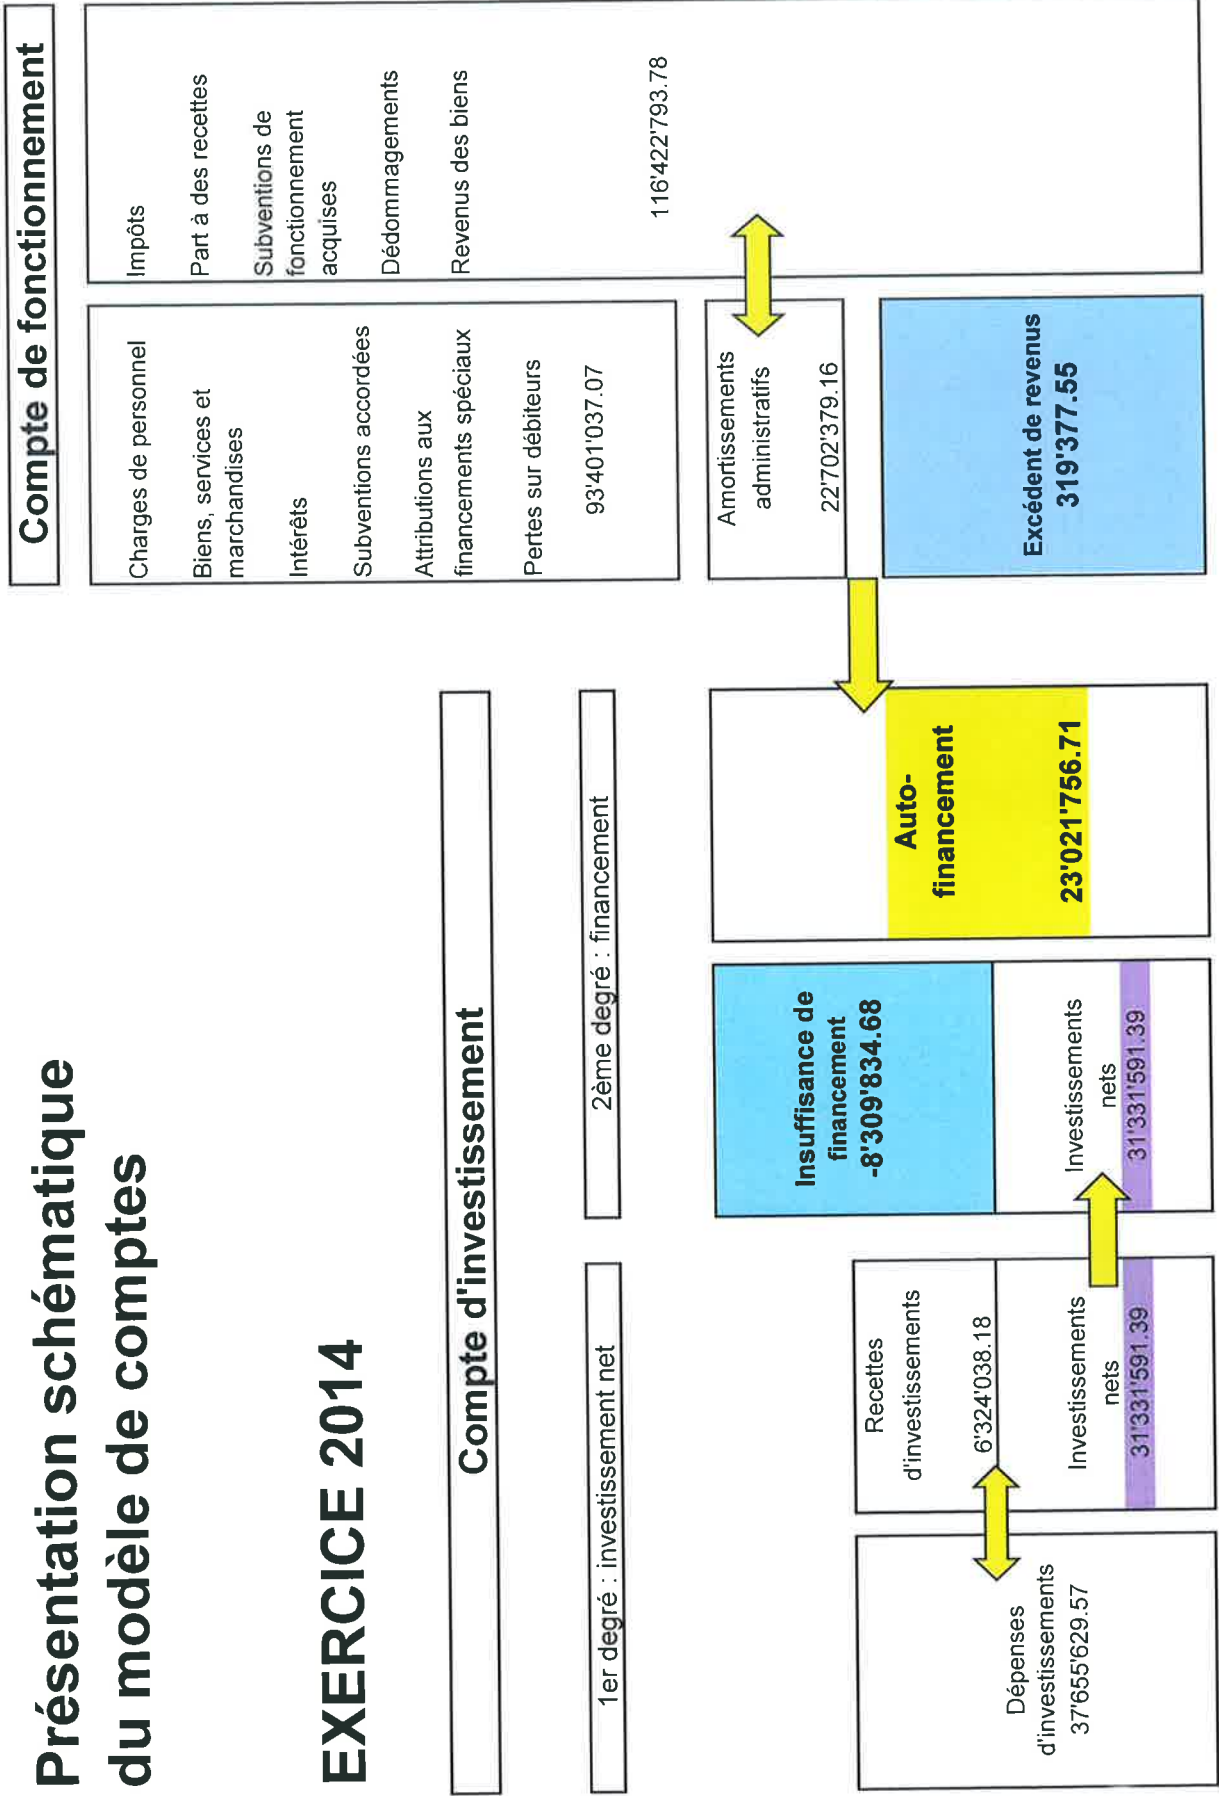 Présentation schématique
du modèle de comptes
EXERCICE 2014
Compte d'investissement
1er degré : investissement net
2ème degré : financement
Dépenses
d'investissements
37'655'629.57
Recettes
d'investissements
6'324'038.18
Investissements
nets
31'331'591.39
Insuffisance de
financement
-8'309'834.68
Investissements
nets
31'331'591.39
Auto-
financement
23'021'756.71
Compte de fonctionnement
Charges de personnel
Biens, services et
marchandises
Intérêts
Subventions accordées
Attributions aux
financements spéciaux
Pertes sur débiteurs
93'401'037.07
Amortissements
administratifs
22'702'379.16
Excédent de revenus
319'377.55
Impôts
Part à des recettes
Subventions de
fonctionnement
acquises
Dédommagements
Revenus des biens
116'422'793.78